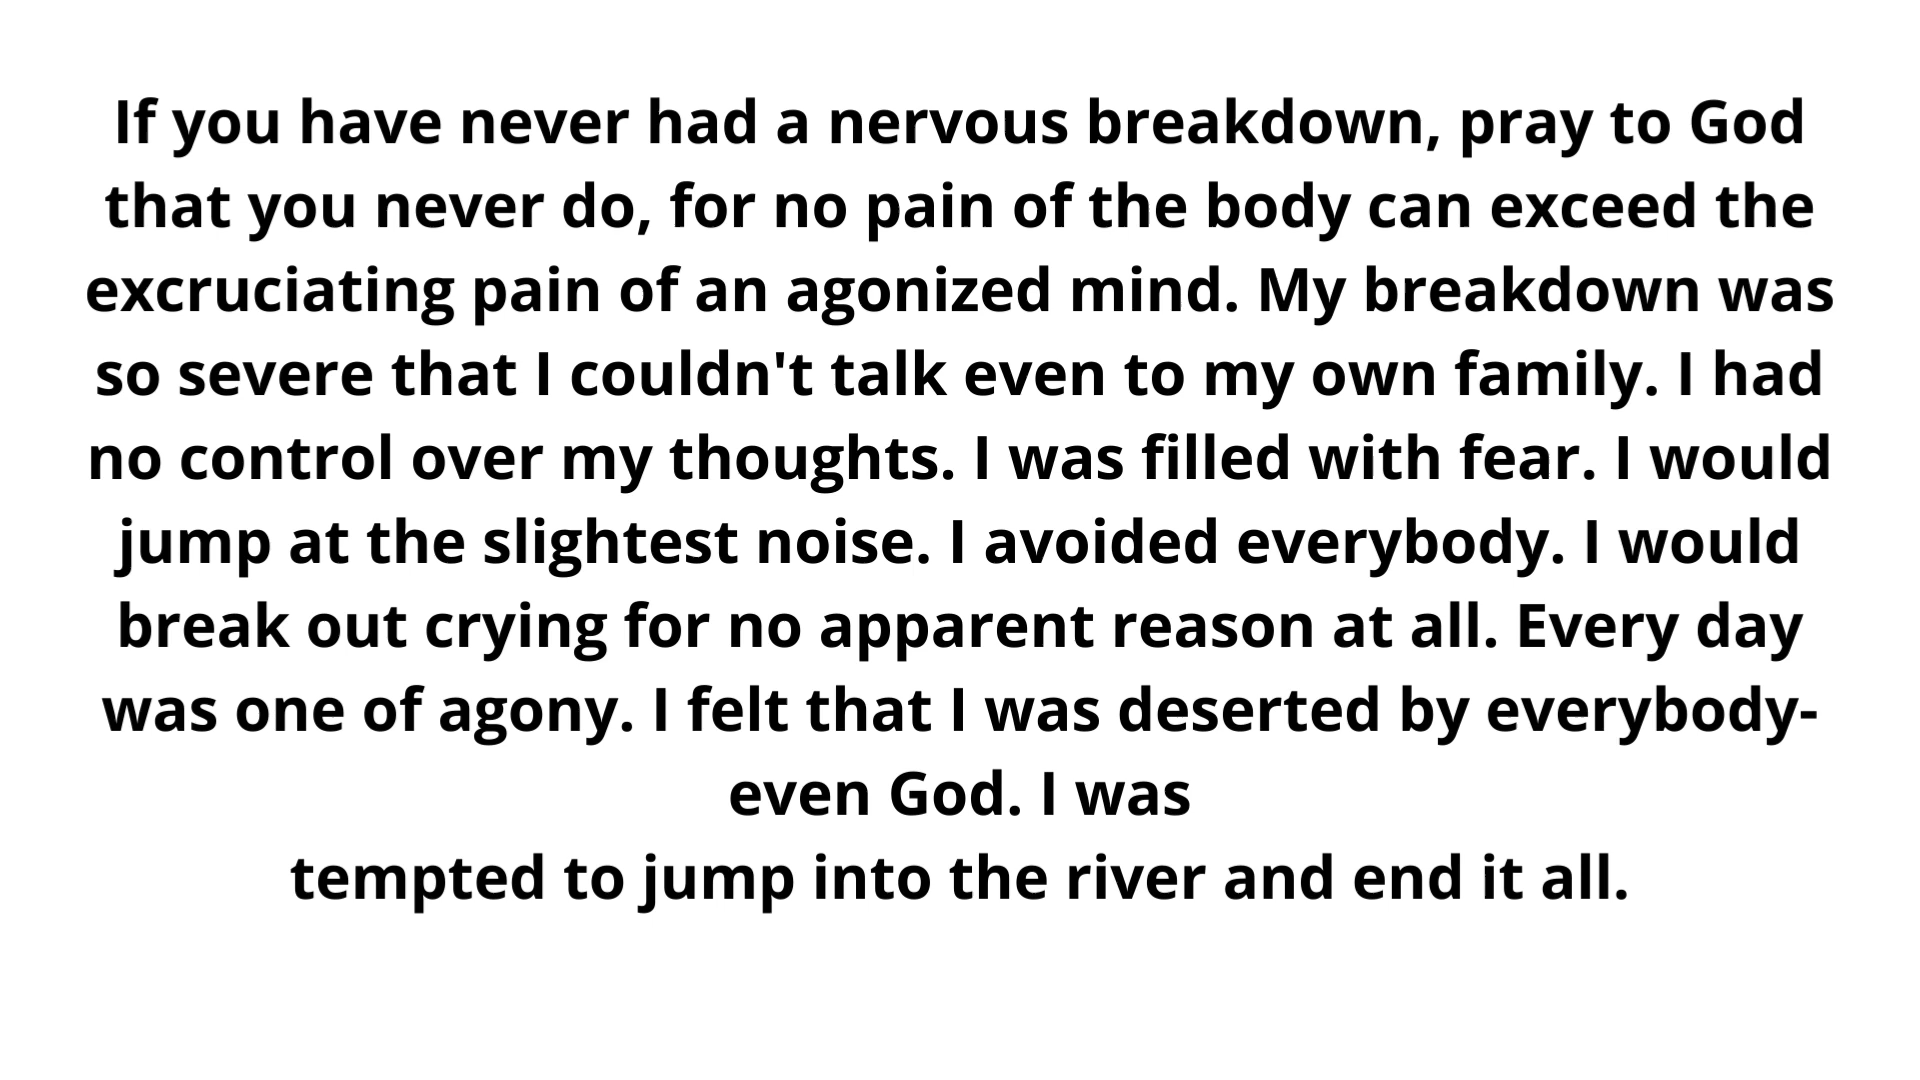 If you have never had a nervous breakdown, pray to God
that you never do, for no pain of the body can exceed the
excruciating pain of an agonized mind. My breakdown was
so severe that I couldn't talk even to my own family. I had
no control over my thoughts. I was filled with fear. I would
jump at the slightest noise. I avoided everybody. I would
break out crying for no apparent reason at all. Every day
was one of agony. I felt that I was deserted by everybody-
even God. I was
tempted to jump into the river and end it all.